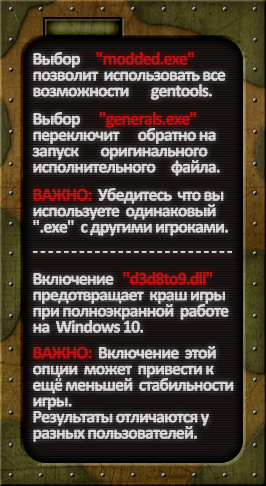 Выбор "modded.exe"
позволит использовать все
возможности gentools.
Выбор "generals.exe"
переключит обратно на
запуск оригинального
исполнительного файла.
ВАЖНО: Убедитесь что вы
используете одинаковый
".exe" с другими игроками.
Включение "d3d8to9.dll"
предотвращает краш игры
при полноэкранной работе
на Windows 10.
ВАЖНО: Включение этой
опции может привести к
ещё меньшей стабильности
игры.
Результаты отличаются у
разных пользователей.